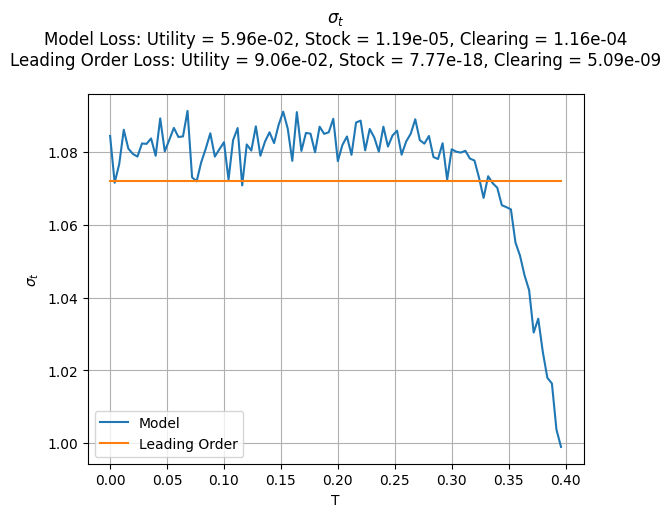 σ_t
Model Loss: Utility = 5.96e-02, Stock = 1.19e-05, Clearing = 1.16e-04
Leading Order Loss: Utility = 9.06e-02, Stock = 7.77e-18, Clearing = 5.09e-09
1.08
1.06
1.04
1.02
1.00
σ_t
Model
Leading Order
0.00 0.05 0.10 0.15 0.20 0.25 0.30 0.35 0.40
T